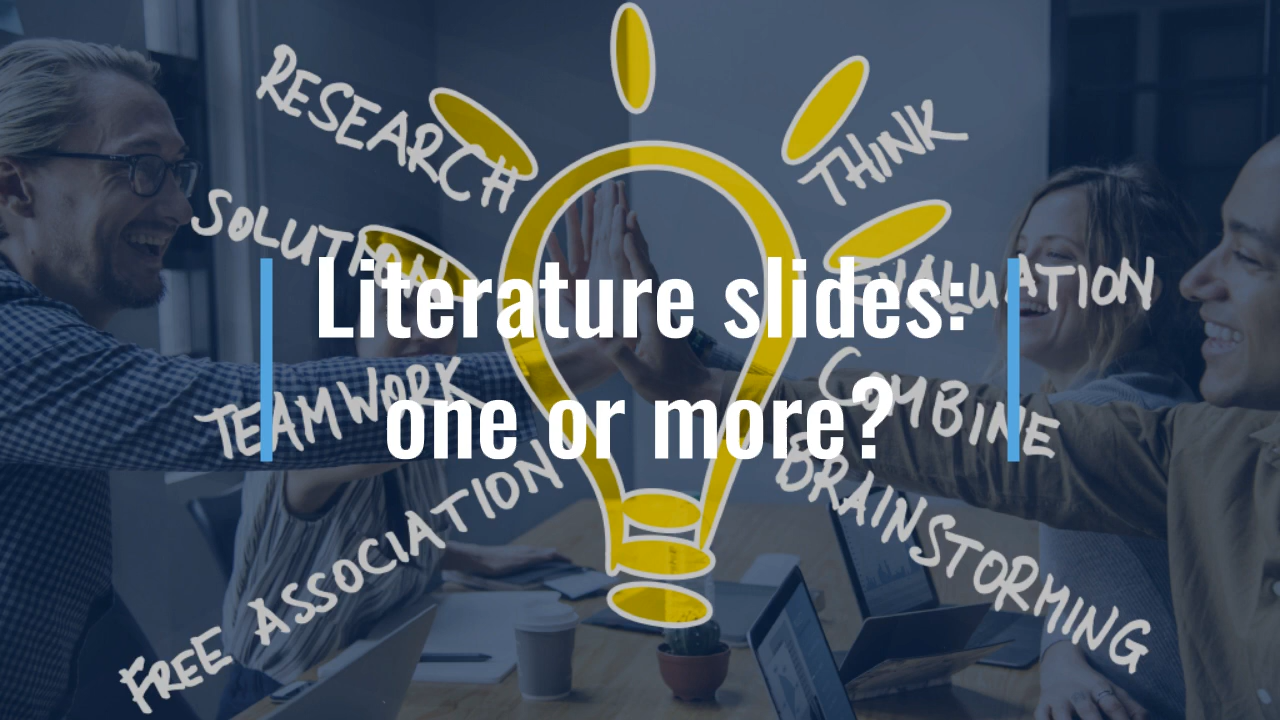 RESEARCH
THINK
SOLUTION
EVALUATION
Literature slides:
one or more?
TEAMWORK
COMBINE
FREE ASSOCIATION
BRAINSTORMING